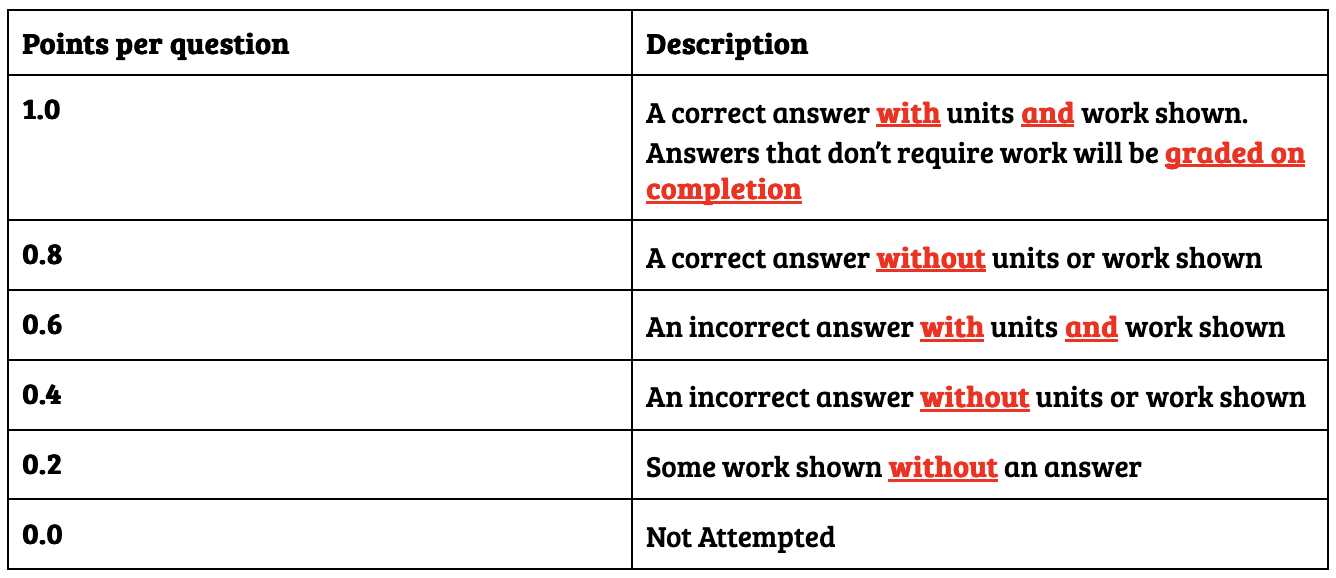 Points per question
Description
1.0
A correct answer with units and work shown.
Answers that don't require work will be graded on
completion
0.8
A correct answer without units or work shown
0.6
An incorrect answer with units and work shown
0.4
An incorrect answer without units or work shown
0.2
Some work shown without an answer
0.0
Not Attempted